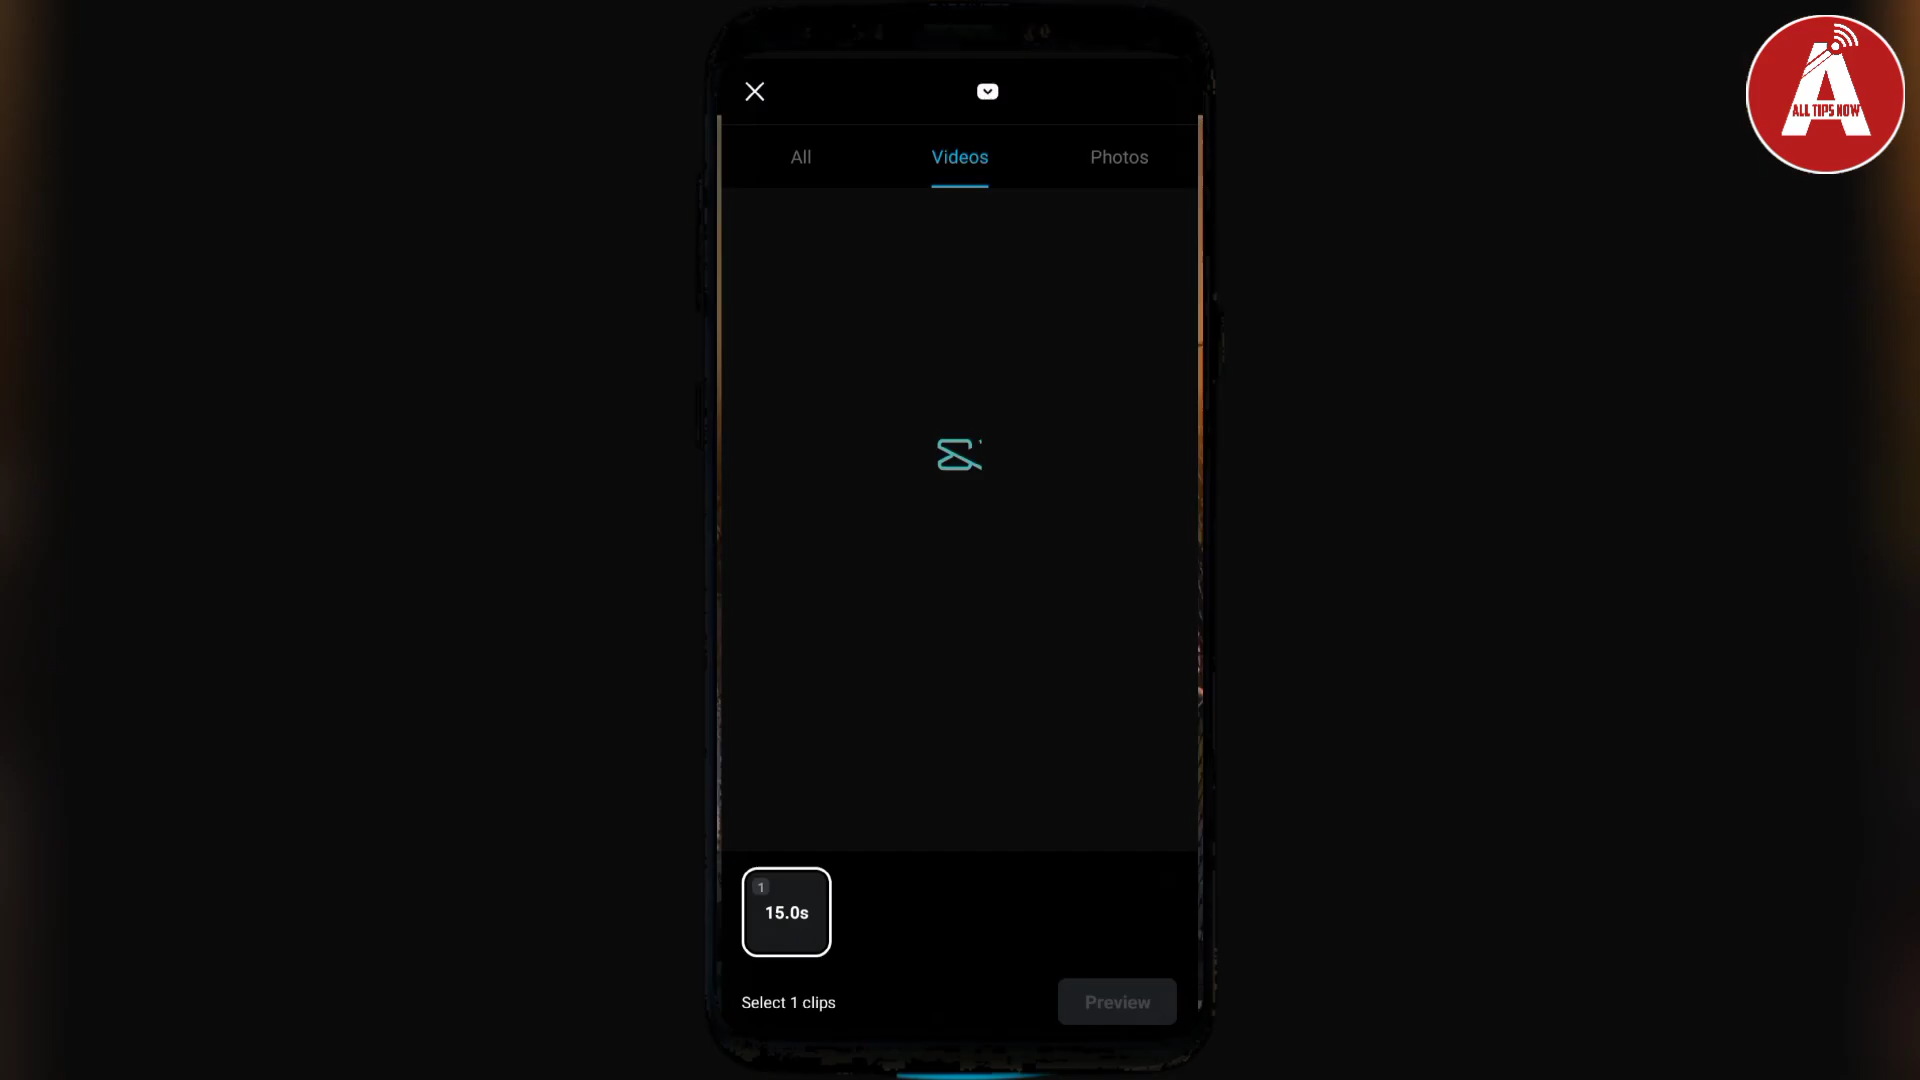 ALL TIPS NOW
All
Videos
Photos
1
15.0s
Select 1 clips
Preview